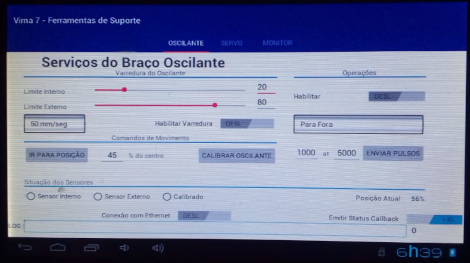 Virna 7 - Ferramentas de Suporte
OSCILANTE SERVO MONITOR
Serviços do Braço Oscilante
Varredura do Oscilante
Operações
Limite Interno 20
Limite Externo 80
Habilitar DESL
50 mm/seg Habilitar Varredura DESL
Para Fora
Comandos de Movimento
IR PARA POSIÇÃO 45 % do centro CALIBRAR OSCILANTE
1000 at 5000 ENVIAR PULSOS
Situação dos Sensores
Sensor Interno Sensor Externo Calibrado
Posição Atual 56%
Conexão com Ethernet DESL
Emitir Status Callback
LOG: 0
6h39